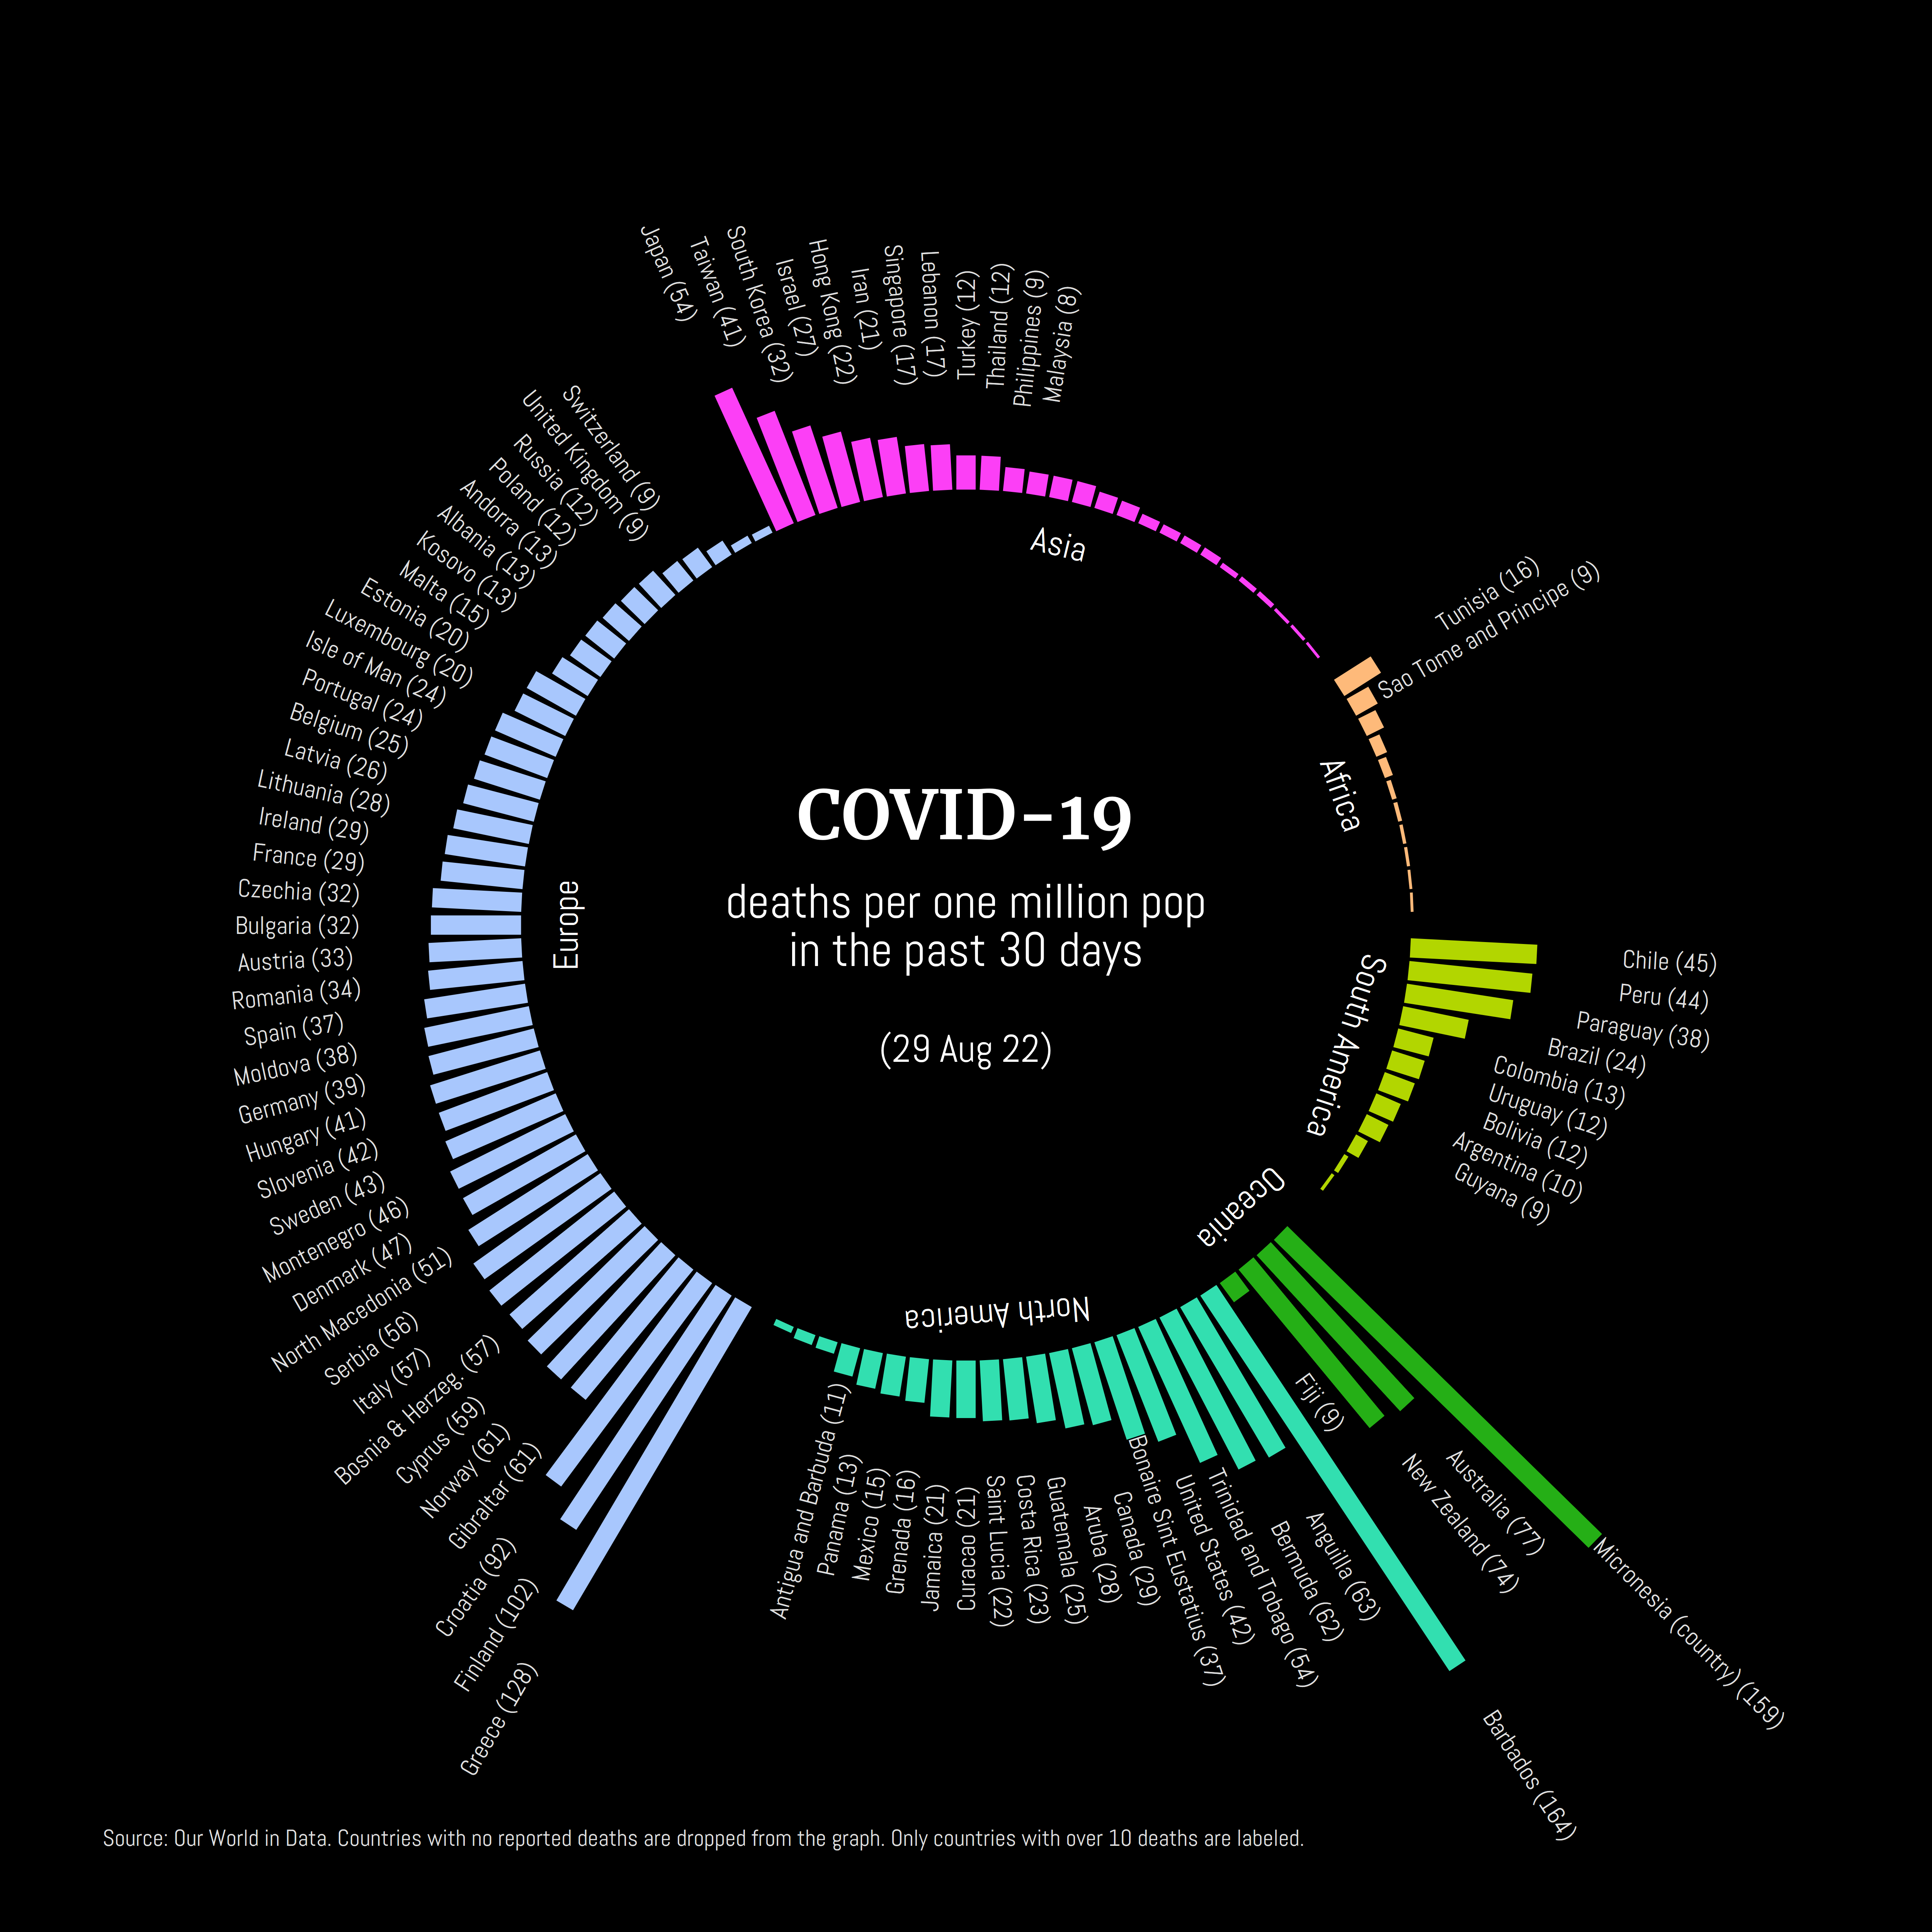 COVID-19
deaths per one million pop
in the past 30 days
(29 Aug 22)
Asia
Japan (54)
Taiwan (41)
South Korea (32)
Israel (27)
Hong Kong (22)
Iran (21)
Singapore (17)
Lebanon (17)
Turkey (12)
Thailand (12)
Philippines (9)
Malaysia (8)
Africa
Tunisia (16)
Sao Tome and Principe (9)
South America
Chile (45)
Peru (44)
Paraguay (38)
Brazil (24)
Colombia (13)
Uruguay (12)
Bolivia (12)
Argentina (10)
Guyana (9)
Oceania
Micronesia (country) (159)
Australia (77)
New Zealand (74)
Fiji (9)
North America
Barbados (164)
Anguilla (63)
Bermuda (62)
Trinidad and Tobago (54)
United States (42)
Bonaire Sint Eustatius (37)
Canada (29)
Aruba (28)
Guatemala (25)
Costa Rica (23)
Saint Lucia (22)
Curacao (21)
Jamaica (21)
Grenada (16)
Mexico (15)
Panama (13)
Antigua and Barbuda (11)
Europe
Greece (128)
Finland (102)
Croatia (92)
Gibraltar (61)
Norway (61)
Cyprus (59)
Bosnia & Herzeg. (57)
Italy (57)
Serbia (56)
North Macedonia (51)
Denmark (47)
Montenegro (46)
Sweden (43)
Slovenia (42)
Hungary (41)
Germany (39)
Moldova (38)
Spain (37)
Romania (34)
Austria (33)
Bulgaria (32)
Czechia (32)
France (29)
Ireland (29)
Lithuania (28)
Latvia (26)
Belgium (25)
Portugal (24)
Isle of Man (24)
Luxembourg (20)
Estonia (20)
Malta (15)
Kosovo (13)
Albania (13)
Andorra (13)
Poland (12)
Russia (12)
United Kingdom (9)
Switzerland (9)
Source: Our World in Data. Countries with no reported deaths are dropped from the graph. Only countries with over 10 deaths are labeled.